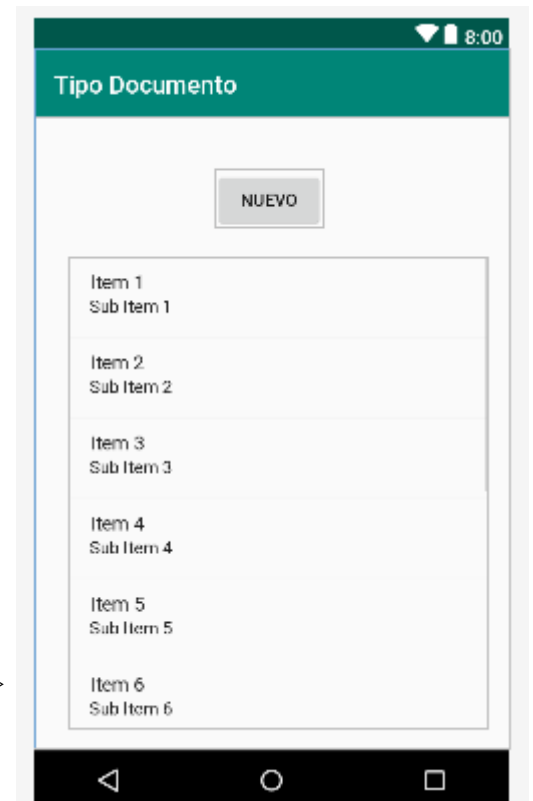 8:00
Tipo Documento
NUEVO
Item 1
Sub Item 1
Item 2
Sub Item 2
Item 3
Sub Item 3
Item 4
Sub Item 4
Item 5
Sub Item 5
Item 6
Sub Item 6
>